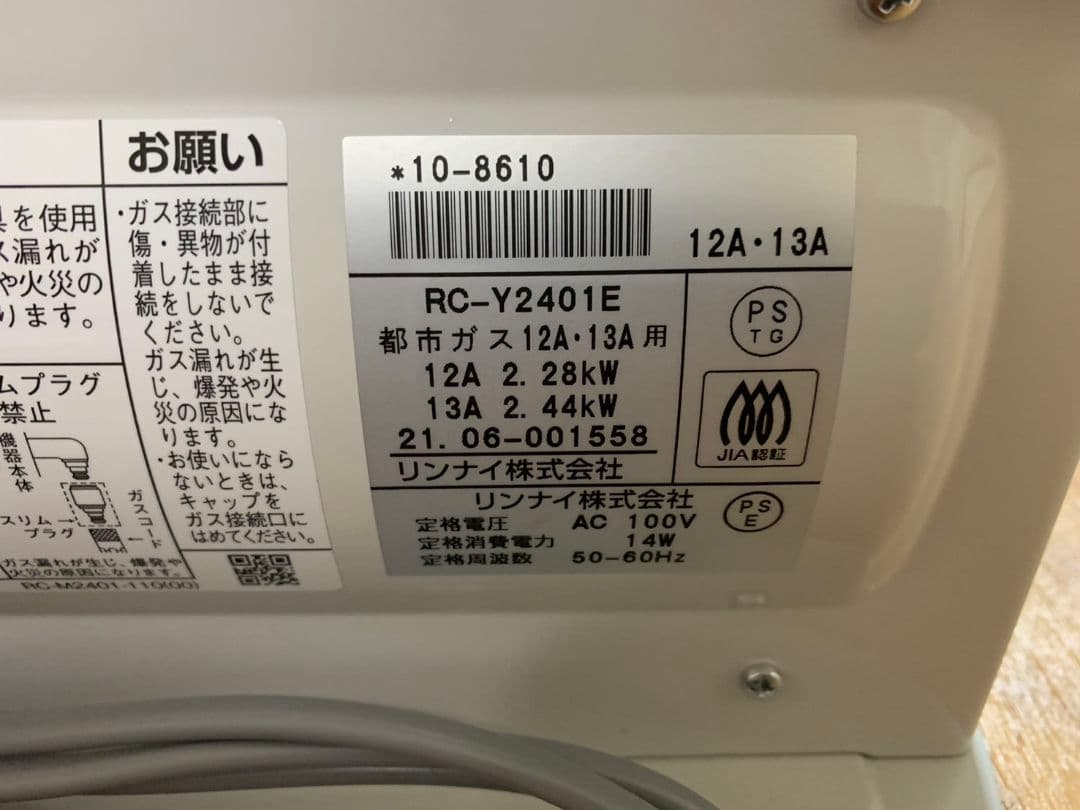 お願い
を使用
ス漏れが
や火災の
ります。
ムプラグ
禁止
機器本体
スリム→
プラグ
ガスコード
ガス漏れが生じ、爆発や
火災の原因になります。
RC-M2401-110(00)
・ガス接続部に
傷・異物が付
着したまま接
続をしないで
ください。
ガス漏れが生
じ、爆発や火
災の原因にな
ります。
・お使いになら
ないときは、
キャップを
ガス接続口に
はめてください。
*10-8610
12A・13A
RC-Y2401E
都市ガス12A・13A用
12A 2.28kW
13A 2.44kW
21.06-001558
リンナイ株式会社
PS
TG
JIA認証
リンナイ株式会社
定格電圧 AC 100V
定格消費電力 14W
定格周波数 50-60Hz
PS
E